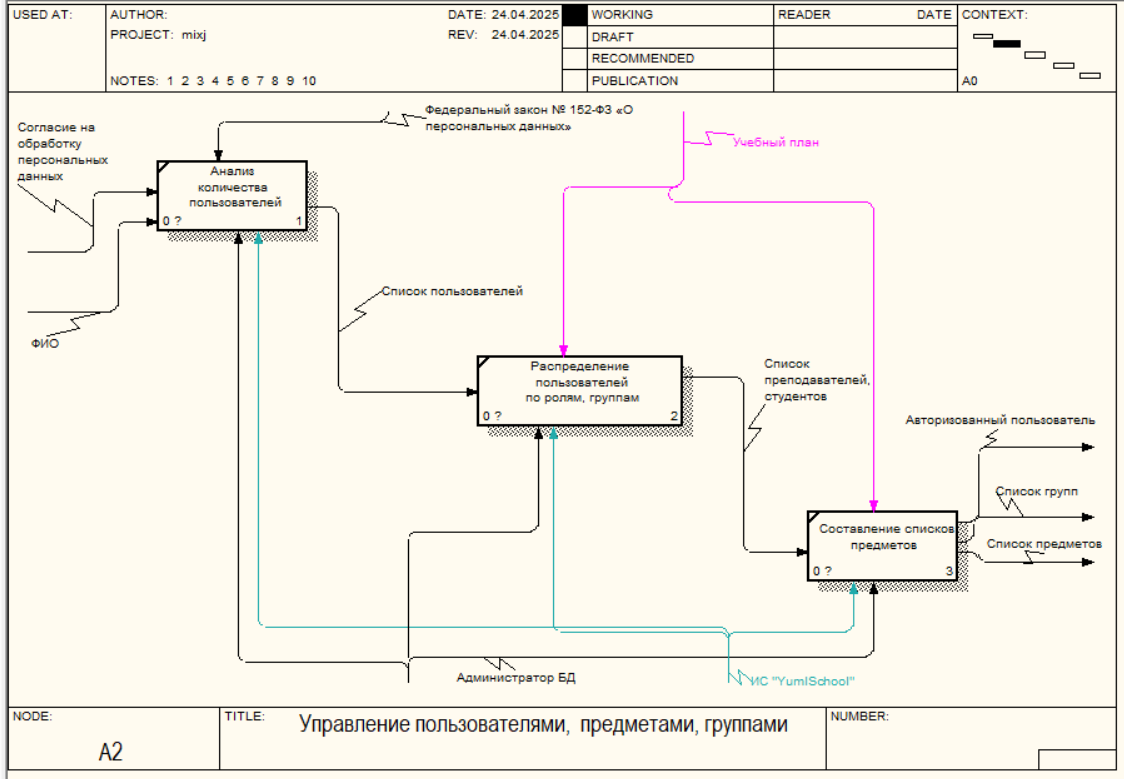 USED AT:
AUTHOR:
DATE: 24.04.2025
WORKING
READER
DATE
CONTEXT:
PROJECT: mixj
REV: 24.04.2025
DRAFT
RECOMMENDED
NOTES: 1 2 3 4 5 6 7 8 9 10
PUBLICATION
A0
Федеральный закон № 152-ФЗ «О
персональных данных»
Согласие на
обработку
персональных
данных
Учебный план
Анализ
количества
пользователей
0 ?
1
Список пользователей
ФИО
Распределение
пользователей
по ролям, группам
0 ?
2
Список
преподавателей,
студентов
Авторизованный пользователь
Список групп
Составление списков
предметов
0 ?
3
Список предметов
Администратор БД
ИС "YumISchool"
NODE:
A2
TITLE:
Управление пользователями, предметами, группами
NUMBER: